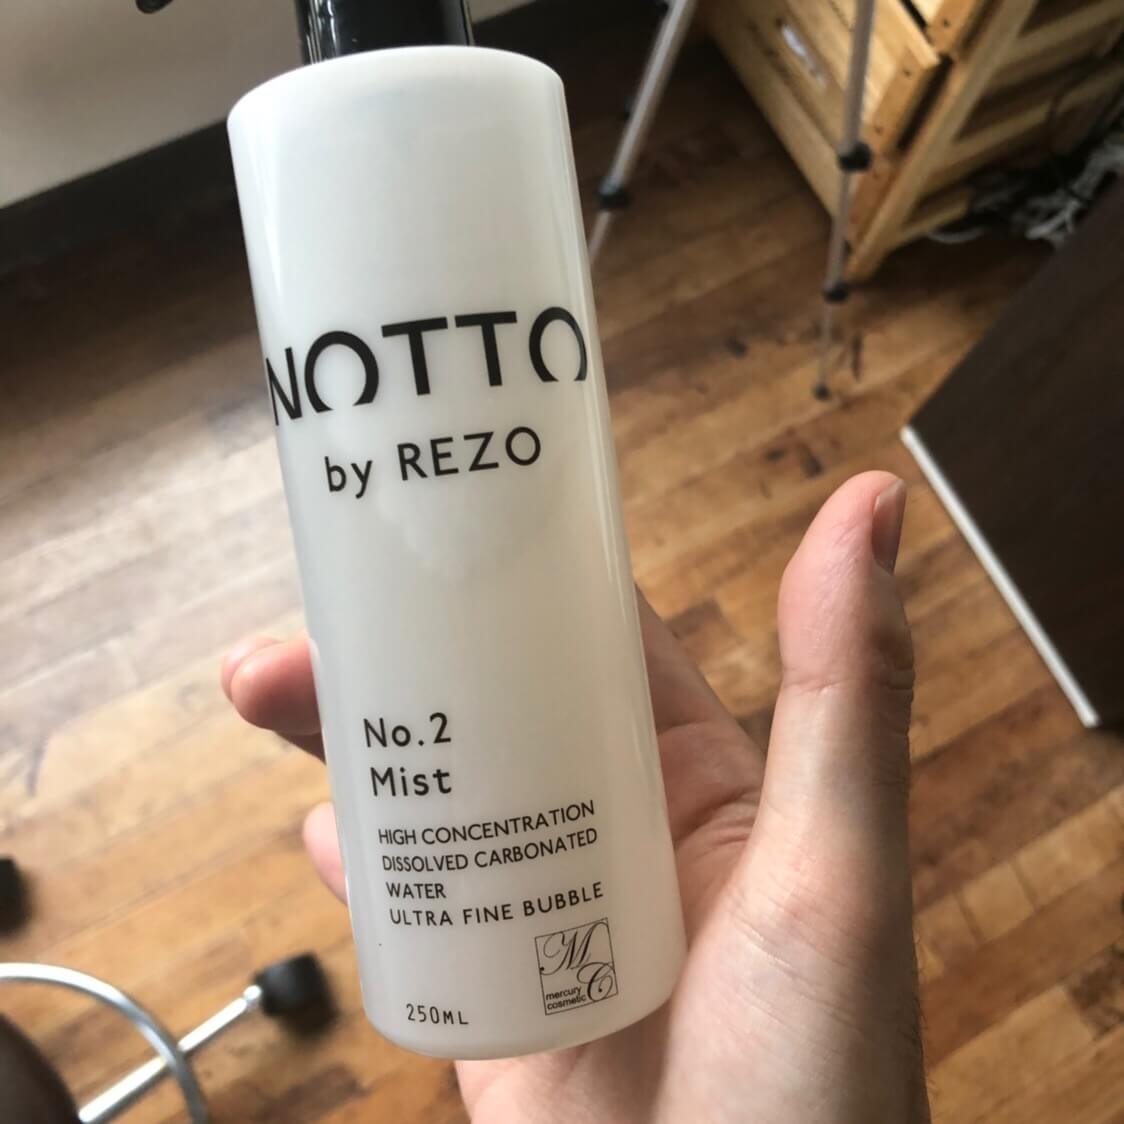 NOTTO
by REZO
No.2
Mist
HIGH CONCENTRATION
DISSOLVED CARBONATED
WATER
ULTRA FINE BUBBLE
MC
mercury
cosmetic
250ML